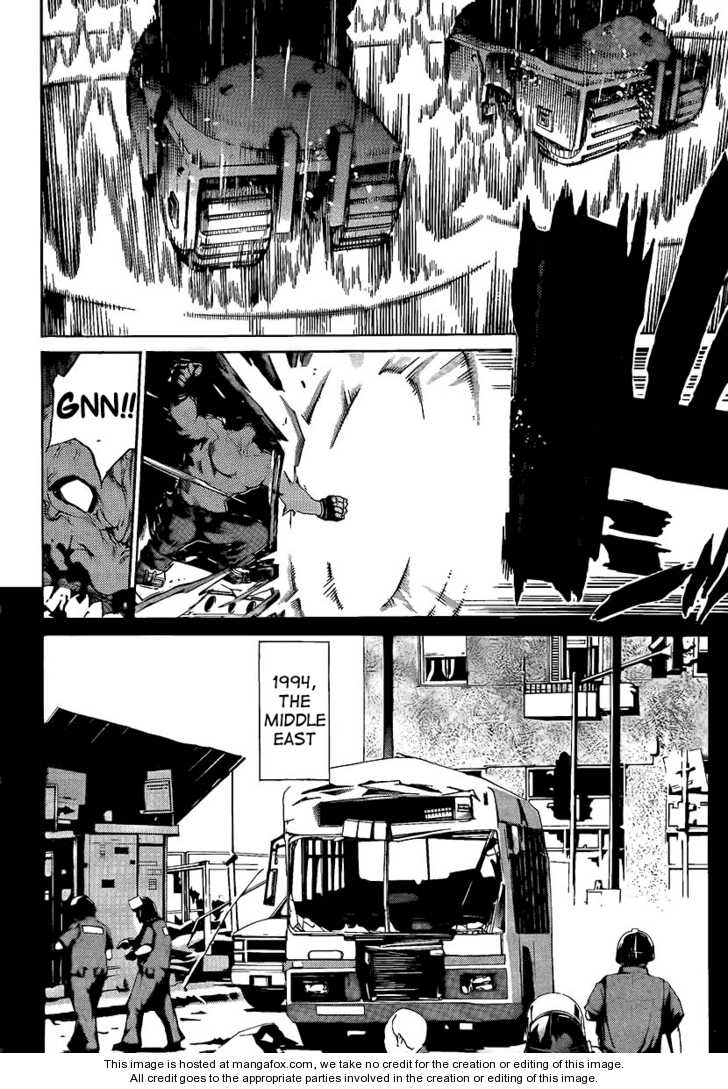 GNN!!
1994,
THE
MIDDLE
EAST
This image is hosted at mangafox.com, we take no credit for the creation or editing of this image.
All credit goes to the appropriate parties involved in the creation or editing of this image